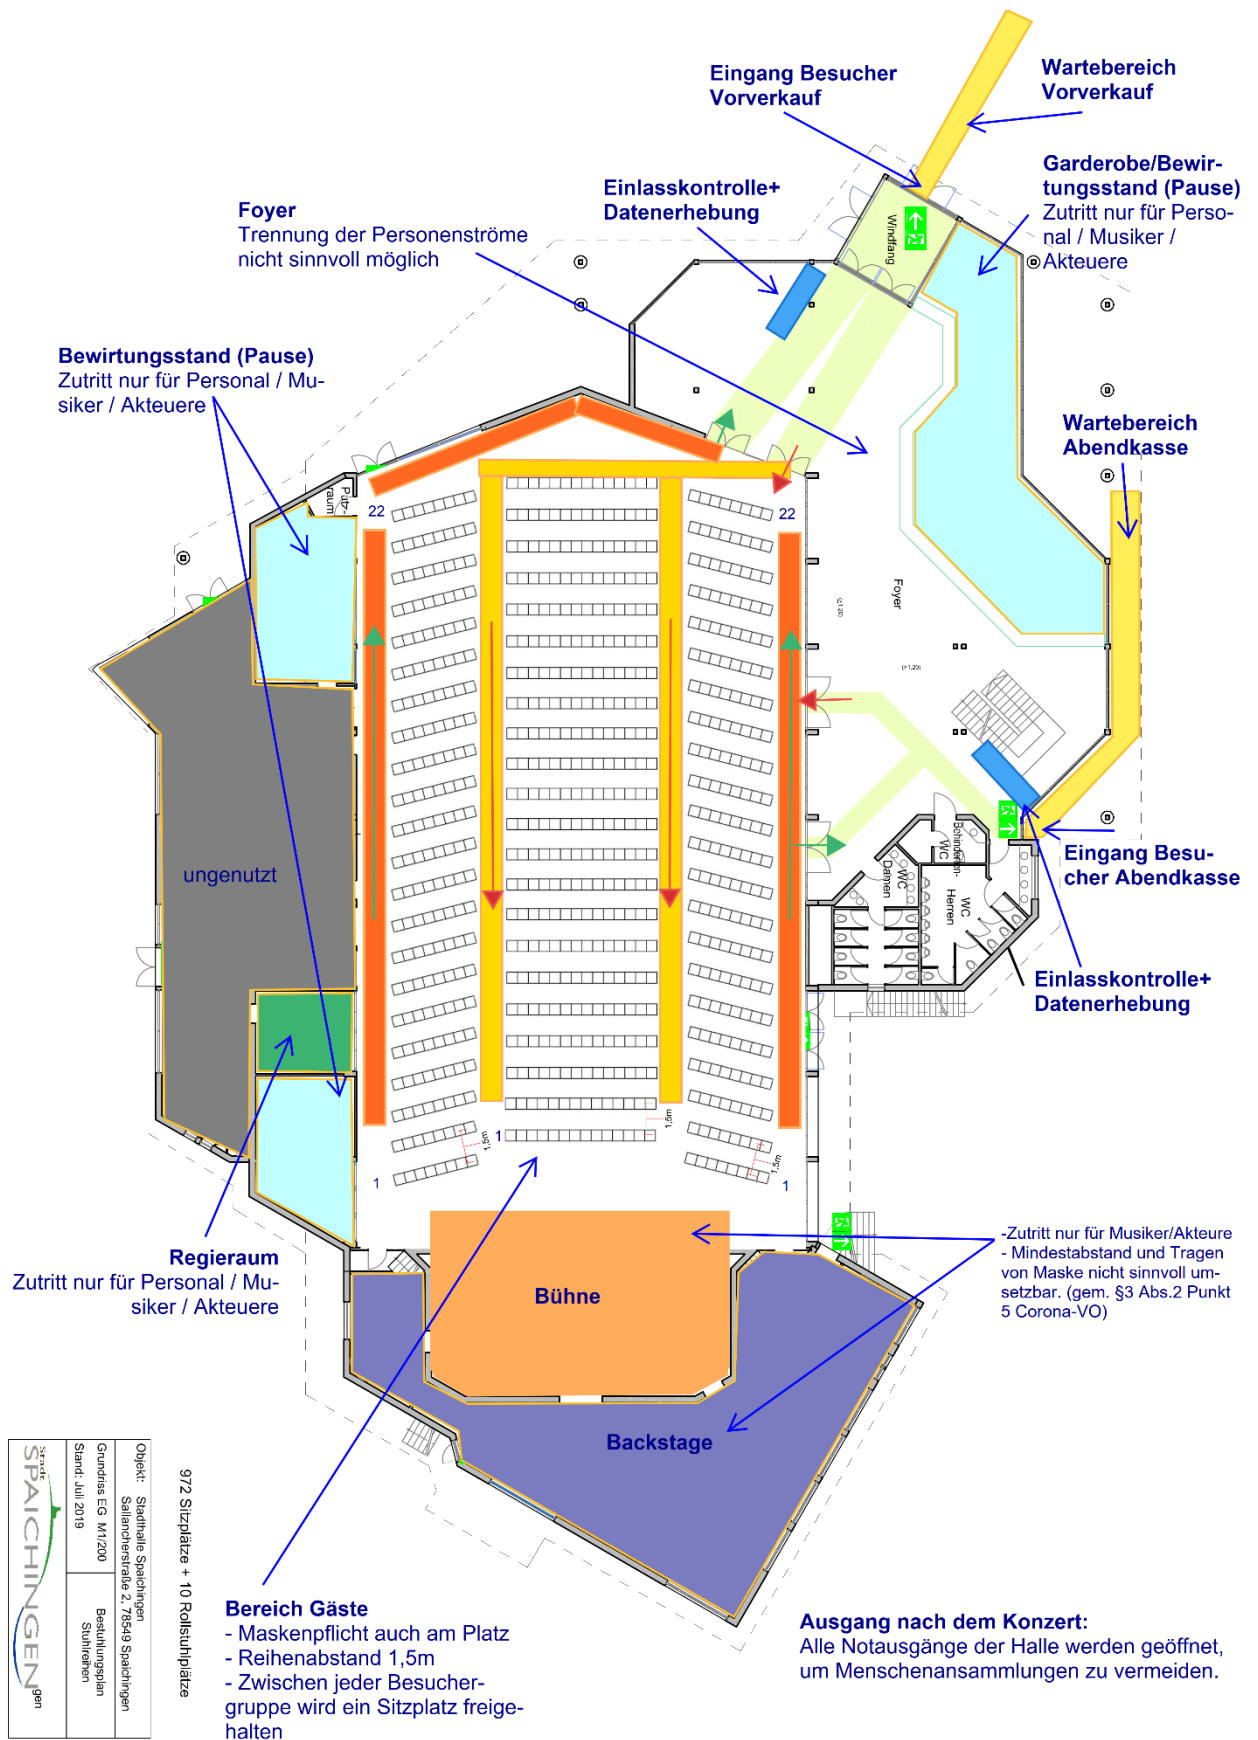 Eingang Besucher
Vorverkauf
Wartebereich
Vorverkauf
Garderobe/Bewir-
tungsstand (Pause)
Zutritt nur für Perso-
nal / Musiker /
Akteuere
Einlasskontrolle+
Datenerhebung
Foyer
Trennung der Personenströme
nicht sinnvoll möglich
Windfang
Bewirtungsstand (Pause)
Zutritt nur für Personal / Mu-
siker / Akteuere
Wartebereich
Abendkasse
Putz-
raum
22
22
Foyer
(>1,20)
(>1,20)
ungenutzt
Behinderten-
WC
WC
Damen
WC
Herren
Eingang Besu-
cher Abendkasse
Einlasskontrolle+
Datenerhebung
1,5m
1,5m
1,5m
1
1
1
Regieraum
Zutritt nur für Personal / Mu-
siker / Akteuere
Bühne
-Zutritt nur für Musiker/Akteure
- Mindestabstand und Tragen
von Maske nicht sinnvoll um-
setzbar. (gem. §3 Abs.2 Punkt
5 Corona-VO)
Backstage
972 Sitzplätze + 10 Rollstuhlplätze
Objekt: Stadthalle Spaichingen
Sallancherstraße 2, 78549 Spaichingen
Grundriss EG M1/200
Stand: Juli 2019
Bestuhlungsplan
Stuhlreihen
Stadt
SPAICHINGEN
gen
Bereich Gäste
- Maskenpflicht auch am Platz
- Reihenabstand 1,5m
- Zwischen jeder Besucher-
gruppe wird ein Sitzplatz freige-
halten
Ausgang nach dem Konzert:
Alle Notausgänge der Halle werden geöffnet,
um Menschenansammlungen zu vermeiden.